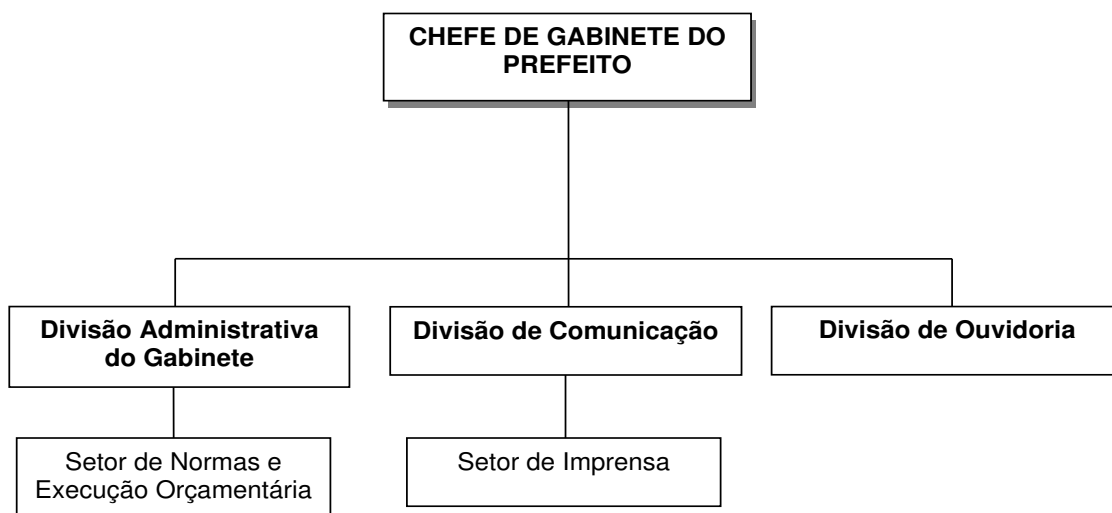 CHEFE DE GABINETE DO
PREFEITO
Divisão Administrativa
do Gabinete
Divisão de Comunicação
Divisão de Ouvidoria
Setor de Normas e
Execução Orçamentária
Setor de Imprensa